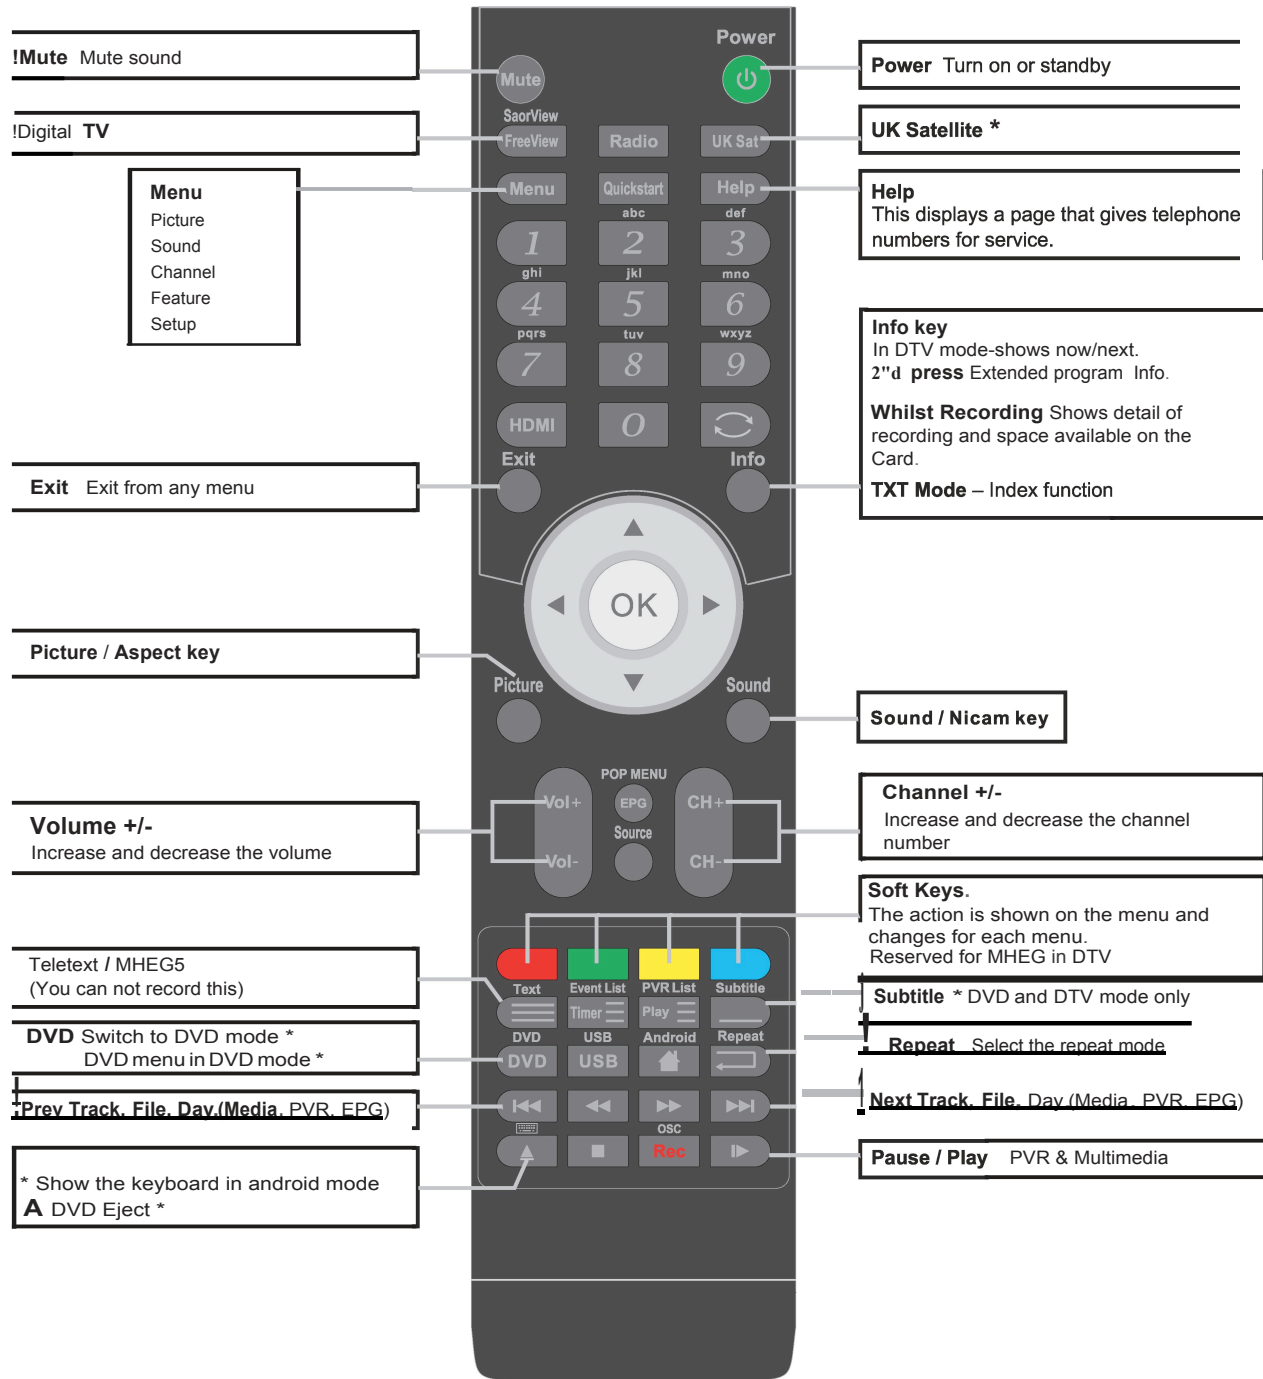 !Mute Mute sound
!Digital TV
Menu
Picture
Sound
Channel
Feature
Setup
Exit Exit from any menu
Picture / Aspect key
Volume +/-
Increase and decrease the volume
Teletext / MHEG5
(You can not record this)
DVD Switch to DVD mode *
DVD menu in DVD mode *
!Prev Track. File. Day.(Media. PVR. EPG)
* Show the keyboard in android mode
A DVD Eject *
Power
Mute
SaorView
FreeView Radio UK Sat
Menu Quickstart Help
abc def
1 2 3
ghi jkl mno
4 5 6
pqrs tuv wxyz
7 8 9
HDMI 0
Exit Info
OK
Picture Sound
POP MENU
Vol+ EPG CH+
Source
Vol- CH-
Text Event List PVR List Subtitle
Timer Play
DVD USB Android Repeat
DVD USB
OSC
Rec
Power Turn on or standby
UK Satellite *
Help
This displays a page that gives telephone
numbers for service.
Info key
In DTV mode-shows now/next.
2"d press Extended program Info.
Whilst Recording Shows detail of
recording and space available on the
Card.
TXT Mode – Index function
Sound / Nicam key
Channel +/-
Increase and decrease the channel
number
Soft Keys.
The action is shown on the menu and
changes for each menu.
Reserved for MHEG in DTV
Subtitle * DVD and DTV mode only
! Repeat Select the repeat mode
Next Track. File. Day (Media. PVR. EPG)
Pause / Play PVR & Multimedia